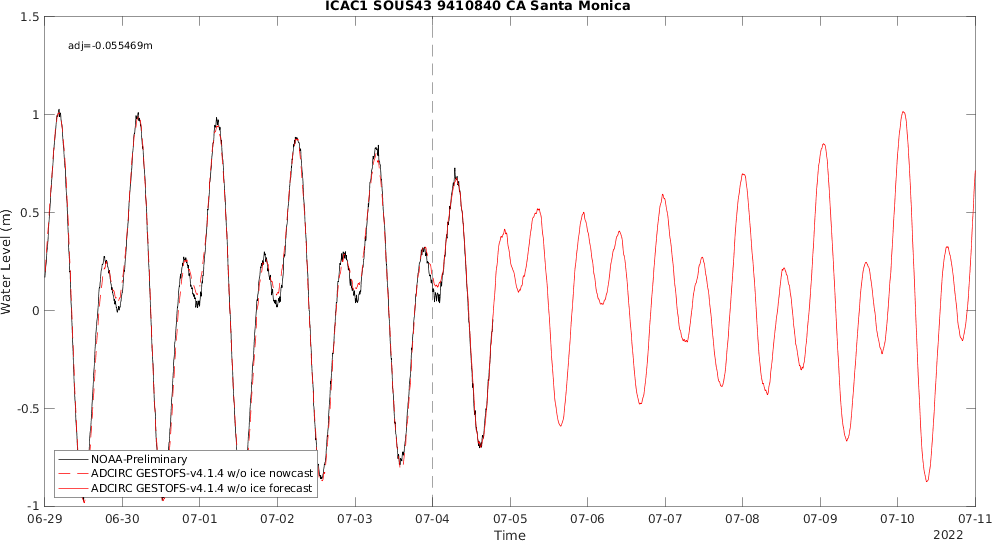 ICAC1 SOUS43 9410840 CA Santa Monica
1.5
adj=-0.055469m
1
0.5
0
-0.5
-1
Water Level (m)
NOAA-Preliminary
ADCIRC GESTOFS-v4.1.4 w/o ice nowcast
ADCIRC GESTOFS-v4.1.4 w/o ice forecast
06-29 06-30 07-01 07-02 07-03 07-04 07-05 07-06 07-07 07-08 07-09 07-10 07-11
Time
2022